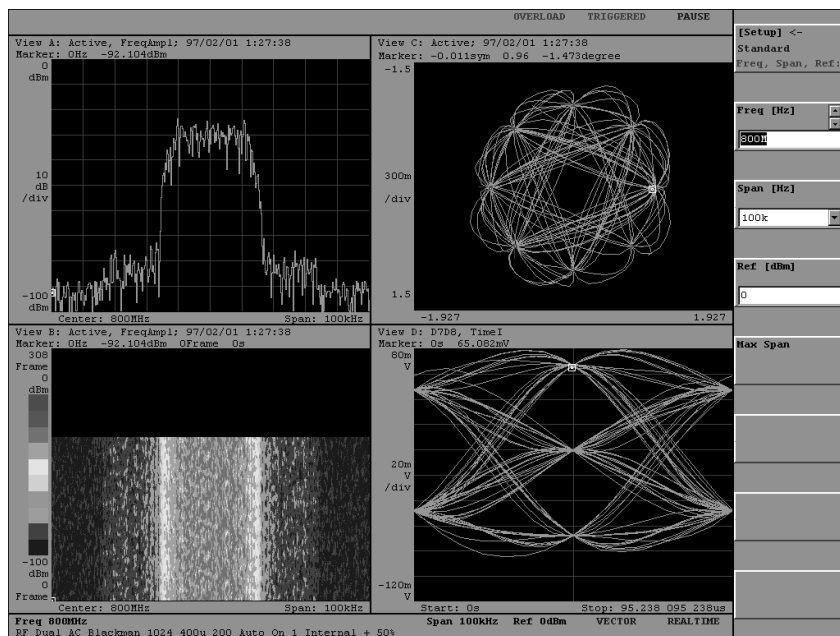 OVERLOAD TRIGGERED PAUSE
View A: Active, FreqAmpl; 97/02/01 1:27:38
Marker: 0Hz -92.104dBm
0
dBm
10
dB
/div
-100
dBm
Center: 800MHz Span: 100kHz
View C: Active; 97/02/01 1:27:38
Marker: -0.011sym 0.96 -1.473degree
-1.5
300m
/div
1.5
-1.927 1.927
View B: Active, FreqAmpl; 97/02/01 1:27:38
Marker: 0Hz -92.104dBm 0Frame 0s
308
Frame
0
dBm
-100
dBm
0
Frame
Center: 800MHz Span: 100kHz
View D: D7D8, TimeI
Marker: 0s 65.082mV
80m
V
20m
V
/div
-120m
V
Start: 0s Stop: 95.238 095 238us
Freq 800MHz Span 100kHz Ref 0dBm VECTOR REALTIME
RF Dual AC Blackman 1024 400u 200 Auto On 1 Internal + 50%
[Setup] <-
Standard
Freq, Span, Ref:
Freq [Hz]
800M
Span [Hz]
100k
Ref [dBm]
0
Max Span